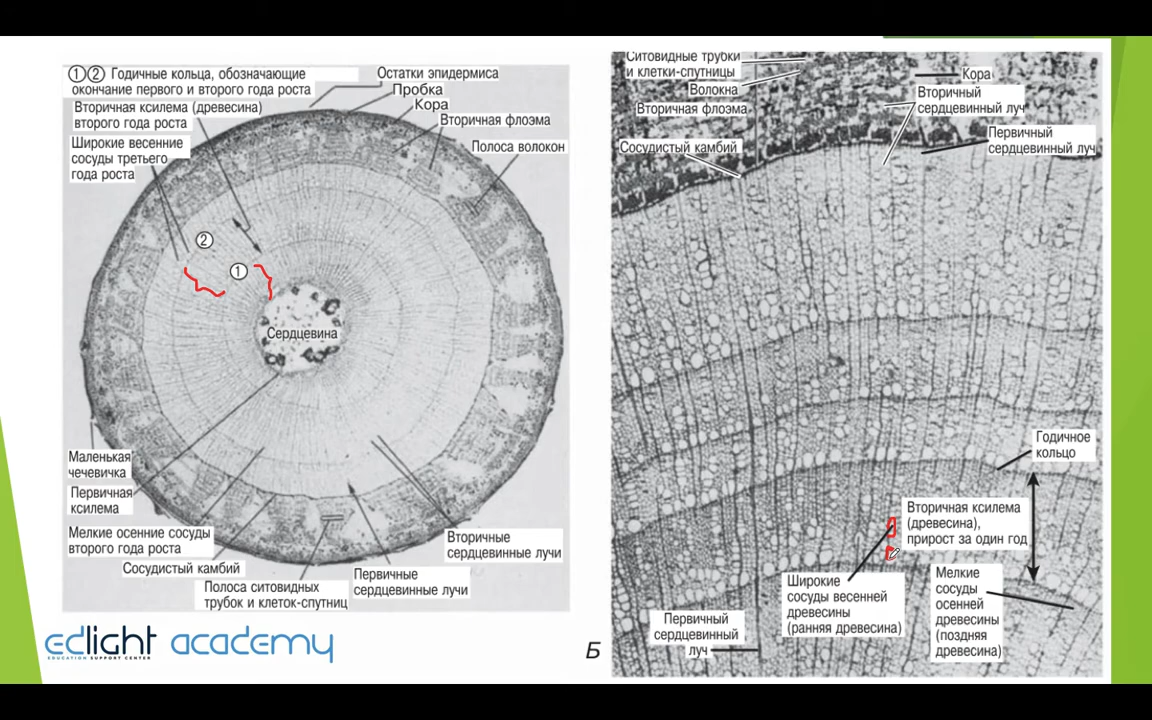 ①② Годичные кольца, обозначающие
окончание первого и второго года роста
Вторичная ксилема (древесина)
второго года роста
Широкие весенние
сосуды третьего
года роста
Остатки эпидермиса
Пробка
Кора
Вторичная флоэма
Полоса волокон
②
①
Сердцевина
Маленькая
чечевичка
Первичная
ксилема
Мелкие осенние сосуды
второго года роста
Сосудистый камбий
Полоса ситовидных
трубок и клеток-спутниц
Первичные
сердцевинные лучи
Вторичные
сердцевинные лучи
edlight academy
EDUCATION SUPPORT CENTER
Ситовидные трубки
и клетки-спутницы
Волокна
Вторичная флоэма
Сосудистый камбий
Кора
Вторичный
сердцевинный луч
Первичный
сердцевинный луч
Годичное
кольцо
Вторичная ксилема
(древесина),
прирост за один год
Широкие
сосуды весенней
древесины
(ранняя древесина)
Мелкие
сосуды
осенней
древесины
(поздняя
древесина)
Первичный
сердцевинный
луч
Б